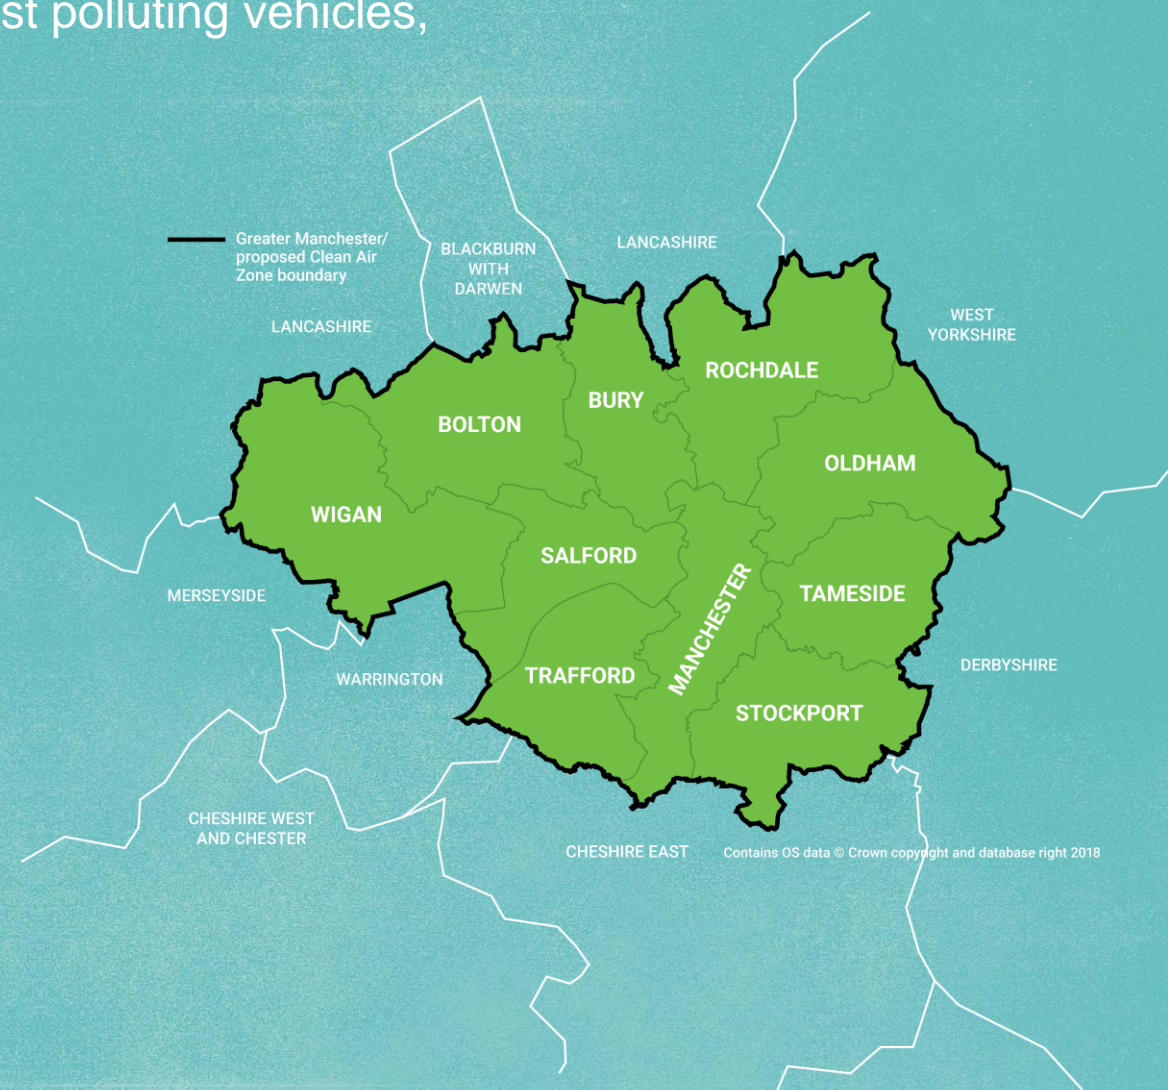 st polluting vehicles,
Greater Manchester/
proposed Clean Air
Zone boundary
BLACKBURN
WITH
DARWEN
LANCASHIRE
LANCASHIRE
WEST
YORKSHIRE
ROCHDALE
BURY
BOLTON
OLDHAM
WIGAN
SALFORD
MANCHESTER
TAMESIDE
MERSEYSIDE
WARRINGTON
TRAFFORD
DERBYSHIRE
STOCKPORT
CHESHIRE WEST
AND CHESTER
CHESHIRE EAST
Contains OS data © Crown copyright and database right 2018